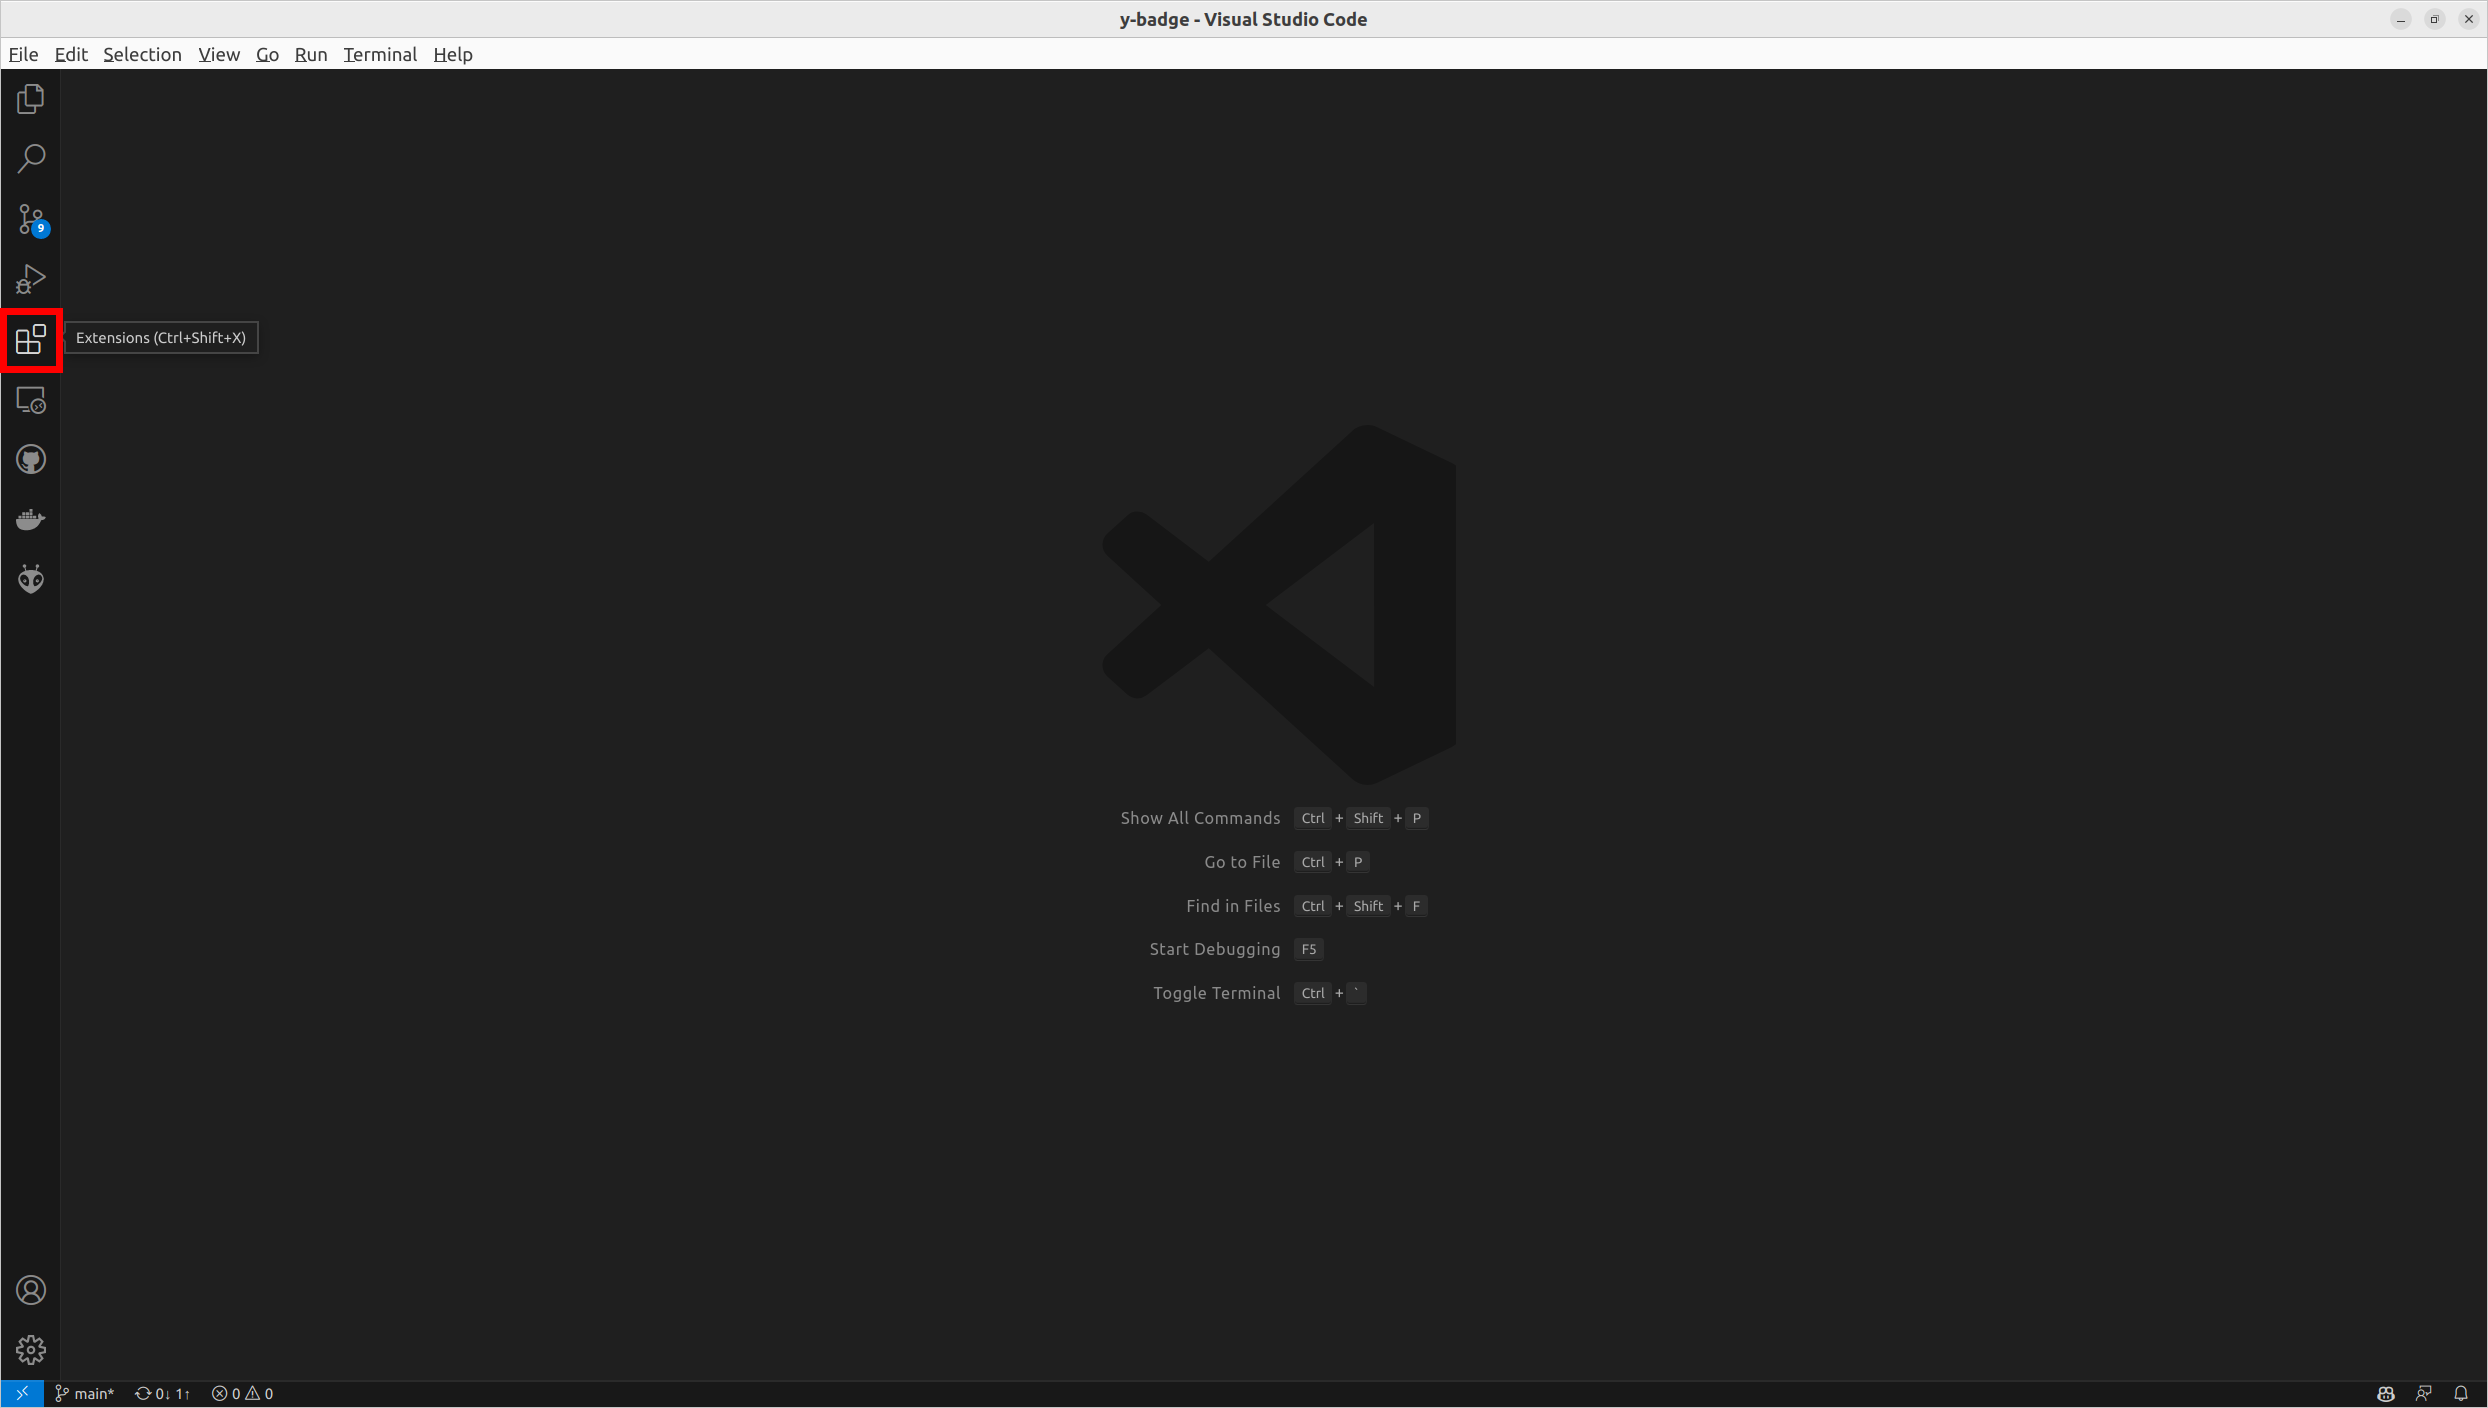 y-badge - Visual Studio Code
File Edit Selection View Go Run Terminal Help
9
Extensions (Ctrl+Shift+X)
Show All Commands Ctrl + Shift + P
Go to File Ctrl + P
Find in Files Ctrl + Shift + F
Start Debugging F5
Toggle Terminal Ctrl + `
main* 0↓ 1↑ 0 0